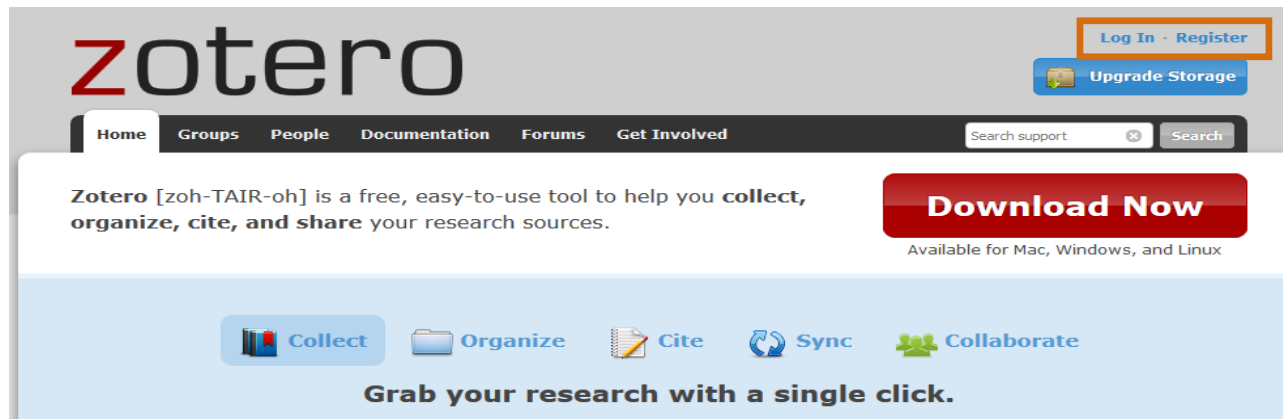 zotero
Log In · Register
Upgrade Storage
Home Groups People Documentation Forums Get Involved
Search support Search
Zotero [zoh-TAIR-oh] is a free, easy-to-use tool to help you collect,
organize, cite, and share your research sources.
Download Now
Available for Mac, Windows, and Linux
Collect Organize Cite Sync Collaborate
Grab your research with a single click.